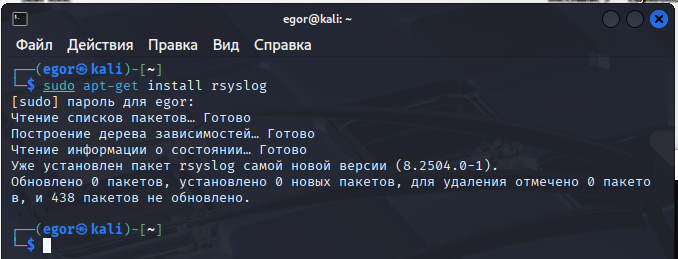 egor@kali: ~
Файл Действия Правка Вид Справка
┌──(egor㉿kali)-[~]
└─$ sudo apt-get install rsyslog
[sudo] пароль для egor:
Чтение списков пакетов… Готово
Построение дерева зависимостей… Готово
Чтение информации о состоянии… Готово
Уже установлен пакет rsyslog самой новой версии (8.2504.0-1).
Обновлено 0 пакетов, установлено 0 новых пакетов, для удаления отмечено 0 пакето
в, и 438 пакетов не обновлено.
┌──(egor㉿kali)-[~]
└─$